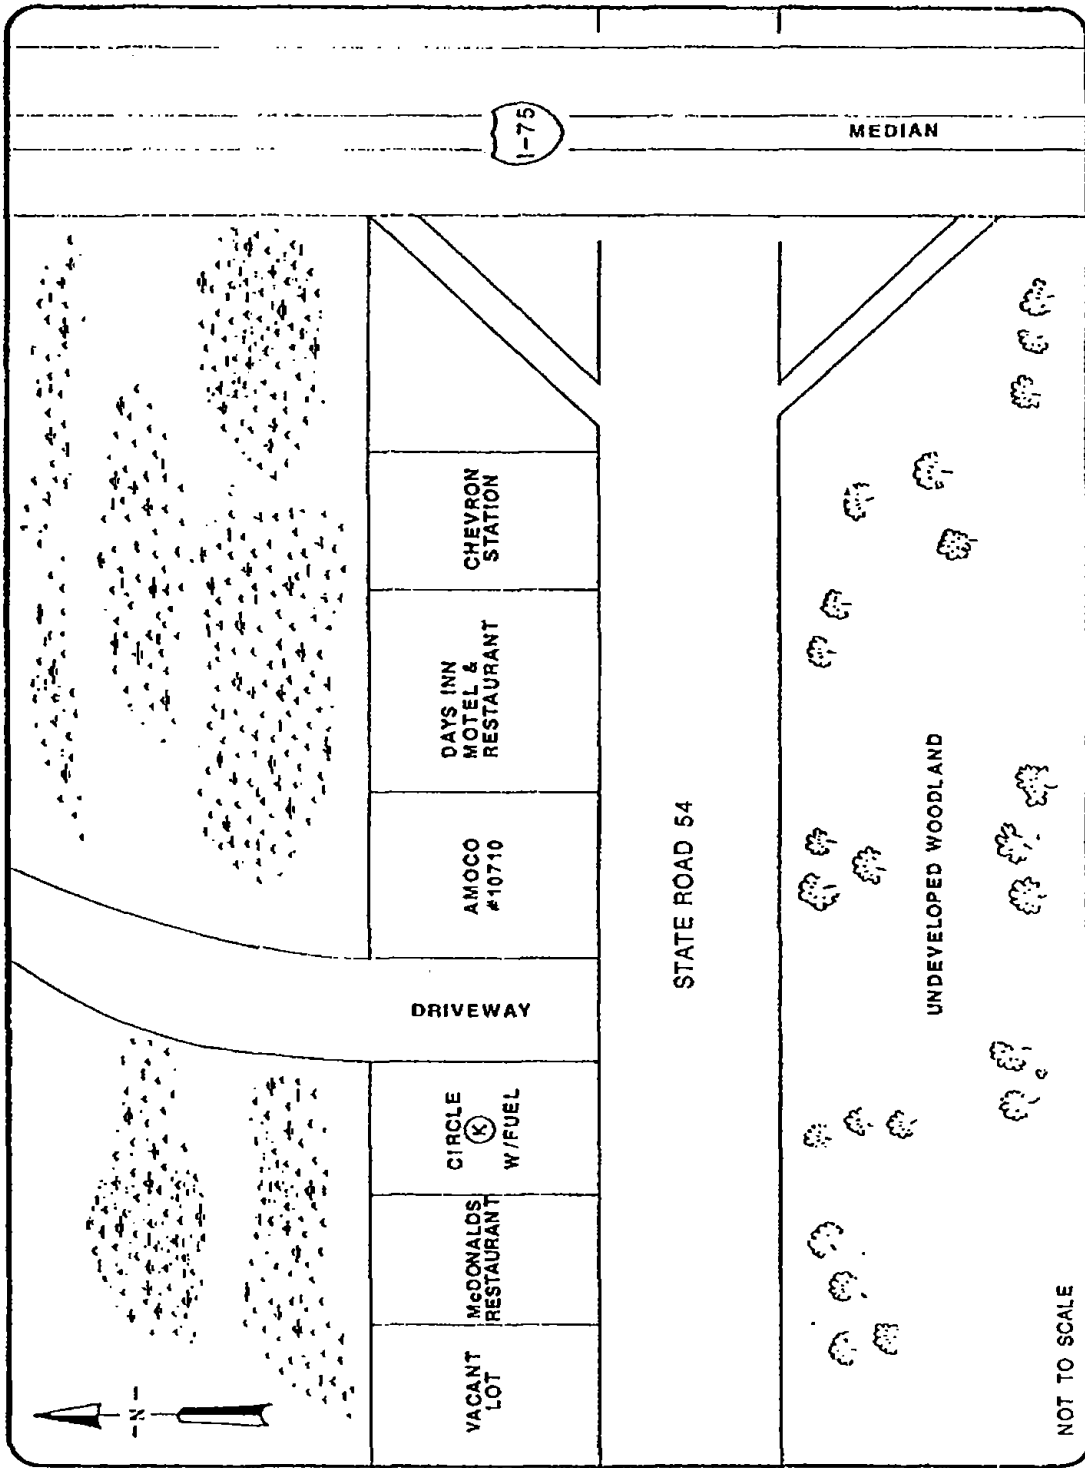 I-75
MEDIAN
CHEVRON
STATION
DAYS INN
MOTEL &
RESTAURANT
AMOCO
#10710
DRIVEWAY
CIRCLE
K
W/FUEL
McDONALDS
RESTAURANT
VACANT
LOT
STATE ROAD 54
UNDEVELOPED WOODLAND
-N-
NOT TO SCALE